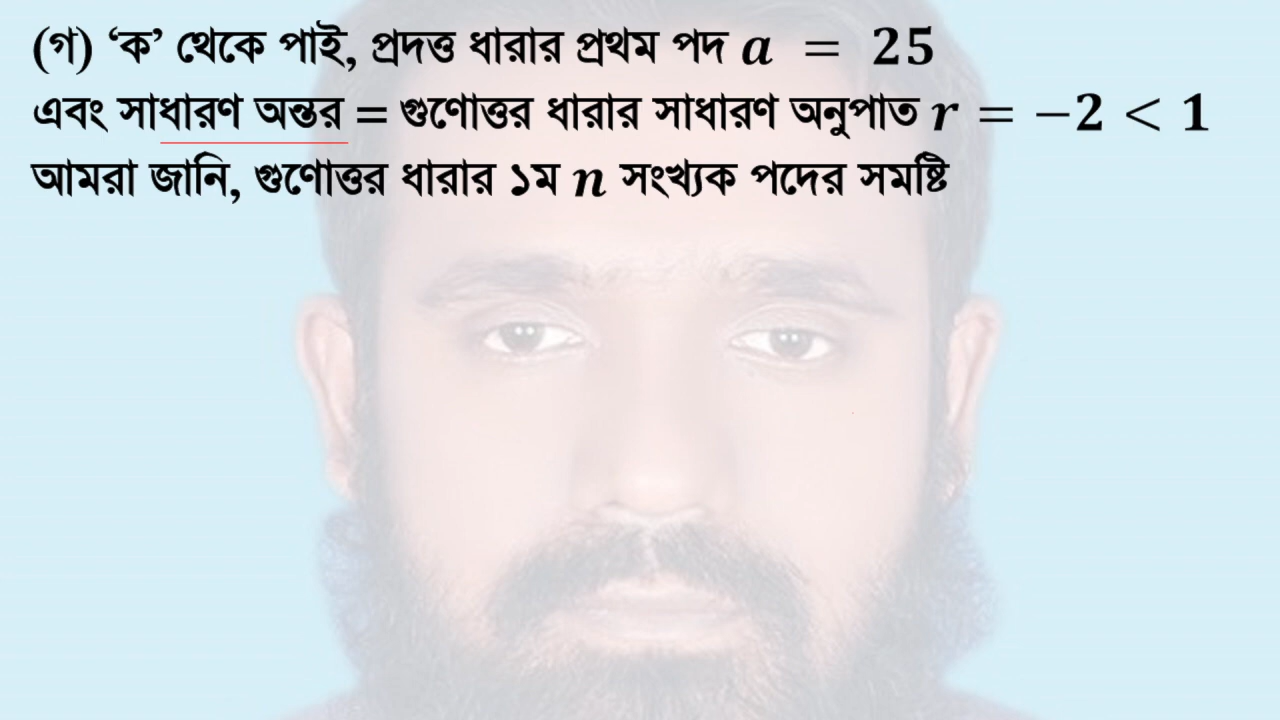 (গ) ‘ক’ থেকে পাই, প্রদত্ত ধারার প্রথম পদ a = 25
এবং সাধারণ অন্তর = গুণোত্তর ধারার সাধারণ অনুপাত r = −2 < 1
আমরা জানি, গুণোত্তর ধারার ১ম n সংখ্যক পদের সমষ্টি